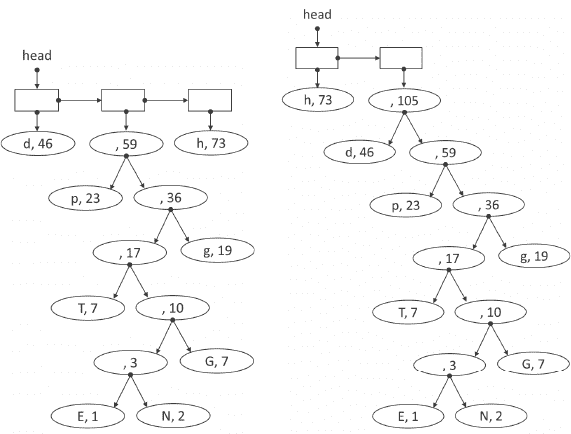 head
d, 46
, 59
h, 73
p, 23
, 36
, 17
g, 19
T, 7
, 10
, 3
G, 7
E, 1
N, 2
head
h, 73
, 105
d, 46
, 59
p, 23
, 36
, 17
g, 19
T, 7
, 10
, 3
G, 7
E, 1
N, 2